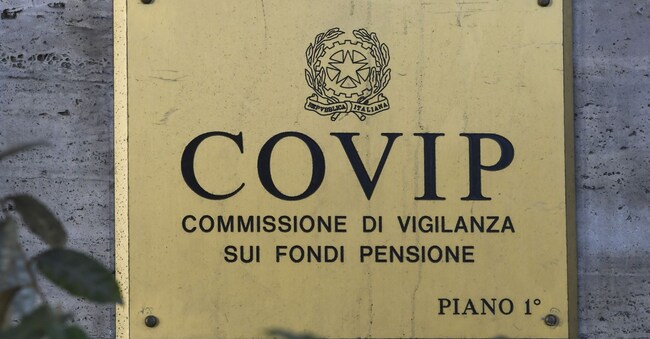 REPVBBLICA ITALIANA
COVIP
COMMISSIONE DI VIGILANZA
SUI FONDI PENSIONE
PIANO 1°